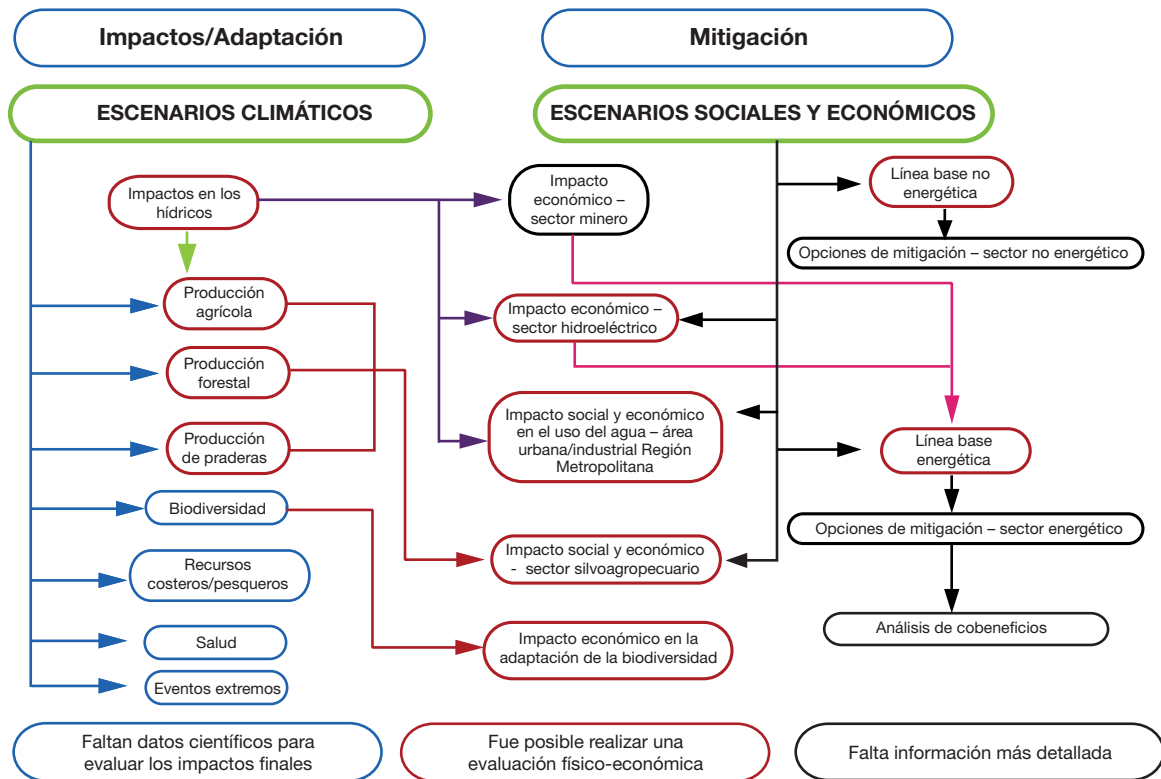 Impactos/Adaptación
Mitigación
ESCENARIOS CLIMÁTICOS
ESCENARIOS SOCIALES Y ECONÓMICOS
Impactos en los
hídricos
Producción
agrícola
Producción
forestal
Producción
de praderas
Biodiversidad
Recursos
costeros/pesqueros
Salud
Eventos extremos
Impacto
económico –
sector minero
Impacto económico –
sector hidroeléctrico
Impacto social y económico
en el uso del agua – área
urbana/industrial Región
Metropolitana
Impacto social y económico
- sector silvoagropecuario
Impacto económico en la
adaptación de la biodiversidad
Línea base no
energética
Opciones de mitigación – sector no energético
Línea base
energética
Opciones de mitigación – sector energético
Análisis de cobeneficios
Faltan datos científicos para
evaluar los impactos finales
Fue posible realizar una
evaluación físico-económica
Falta información más detallada